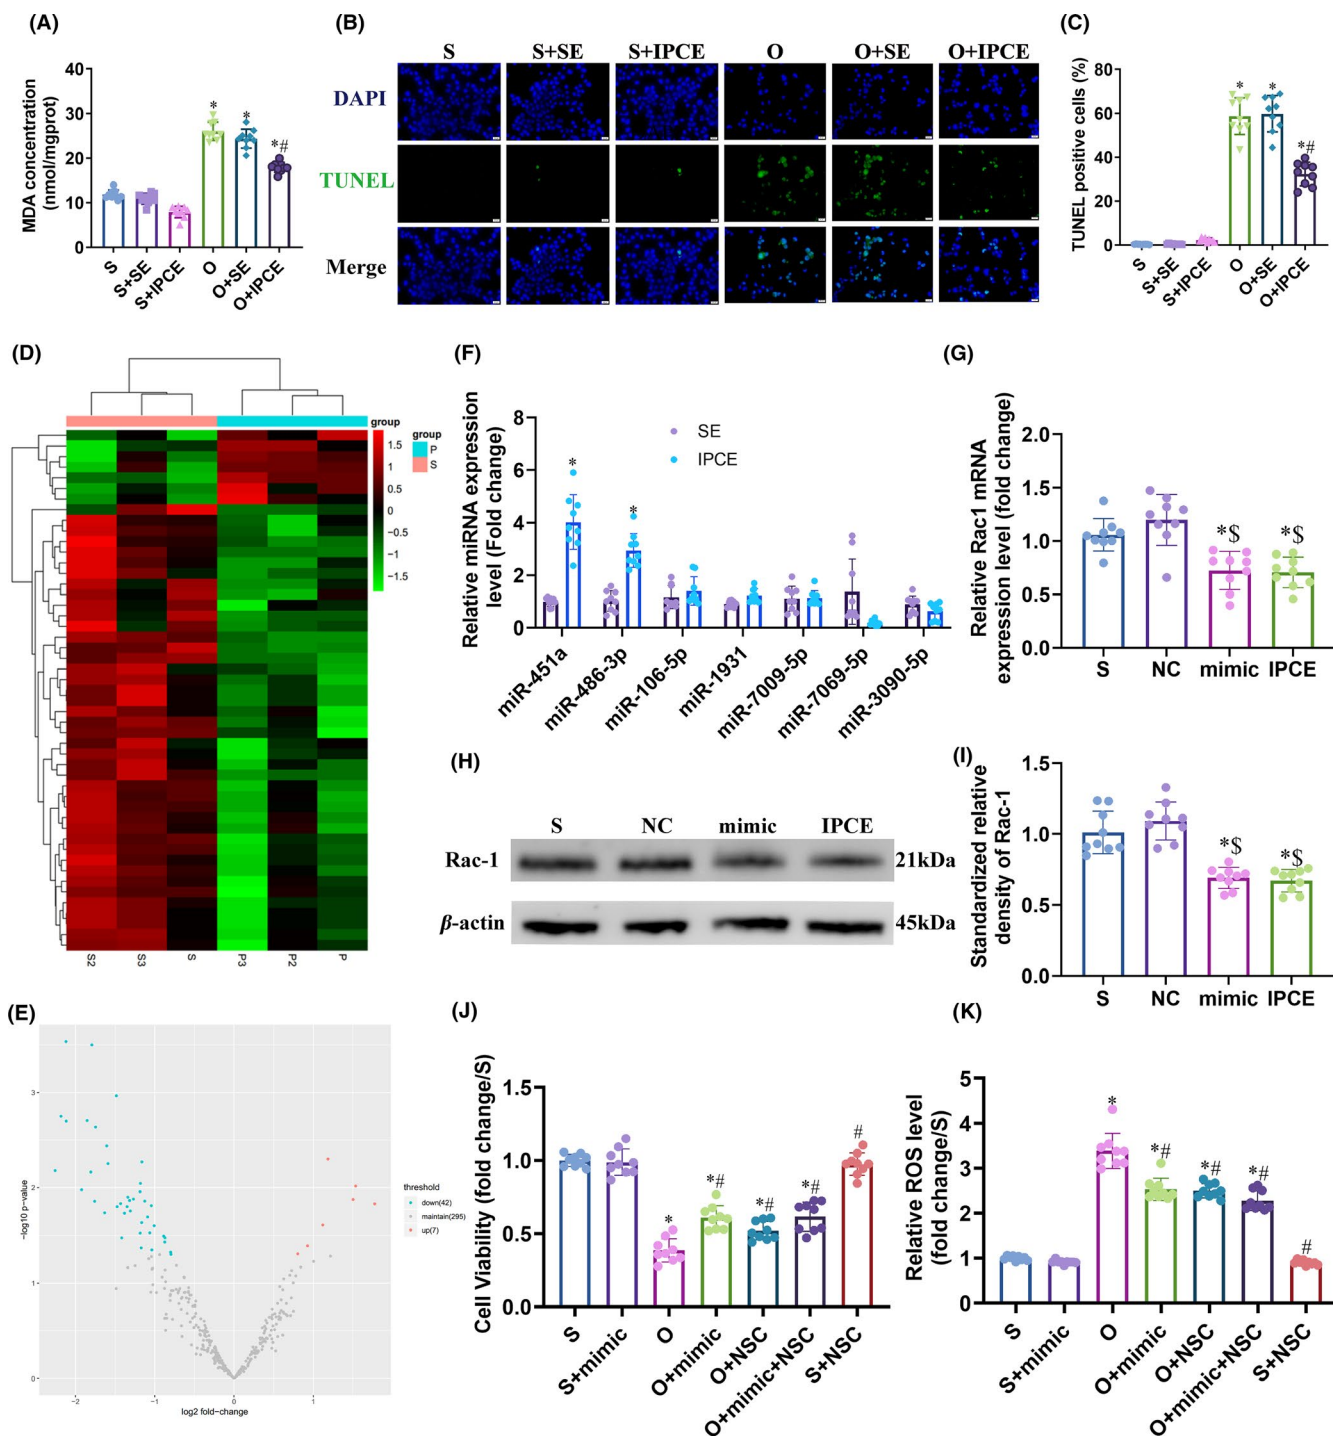 (A)
MDA concentration
(nmol/mgprot)
40
30
20
10
0
*
*
*#
S
S+SE
S+IPCE
O
O+SE
O+IPCE
(B)
S S+SE S+IPCE O O+SE O+IPCE
DAPI
TUNEL
Merge
(C)
TUNEL positive cells (%)
80
60
40
20
0
*
*
*#
S
S+SE
S+IPCE
O
O+SE
O+IPCE
(D)
group
1.5
1
0.5
0
−0.5
−1
−1.5
group
P
S
S2
S3
S
P3
P2
P
(E)
−log10 p−value
3
2
1
0
−2 −1 0 1
log2 fold−change
threshold
down(42)
maintain(295)
up(7)
(F)
Relative miRNA expression
level (Fold change)
8
6
4
2
0
SE
IPCE
*
*
miR-451a
miR-486-3p
miR-106-5p
miR-1931
miR-7009-5p
miR-7069-5p
miR-3090-5p
(G)
Relative Rac1 mRNA
expression level (fold change)
2.0
1.5
1.0
0.5
0.0
*$
*$
S NC mimic IPCE
(H)
S NC mimic IPCE
Rac-1 21kDa
β-actin 45kDa
(I)
Standardized relative
density of Rac-1
1.5
1.0
0.5
0.0
*$
*$
S NC mimic IPCE
(J)
Cell Viability (fold change/S)
1.5
1.0
0.5
0.0
*
*#
*#
*#
#
S
S+mimic
O
O+mimic
O+NSC
O+mimic+NSC
S+NSC
(K)
Relative ROS level
(fold change/S)
5
4
3
2
1
0
*
*#
*#
*#
#
S
S+mimic
O
O+mimic
O+NSC
O+mimic+NSC
S+NSC